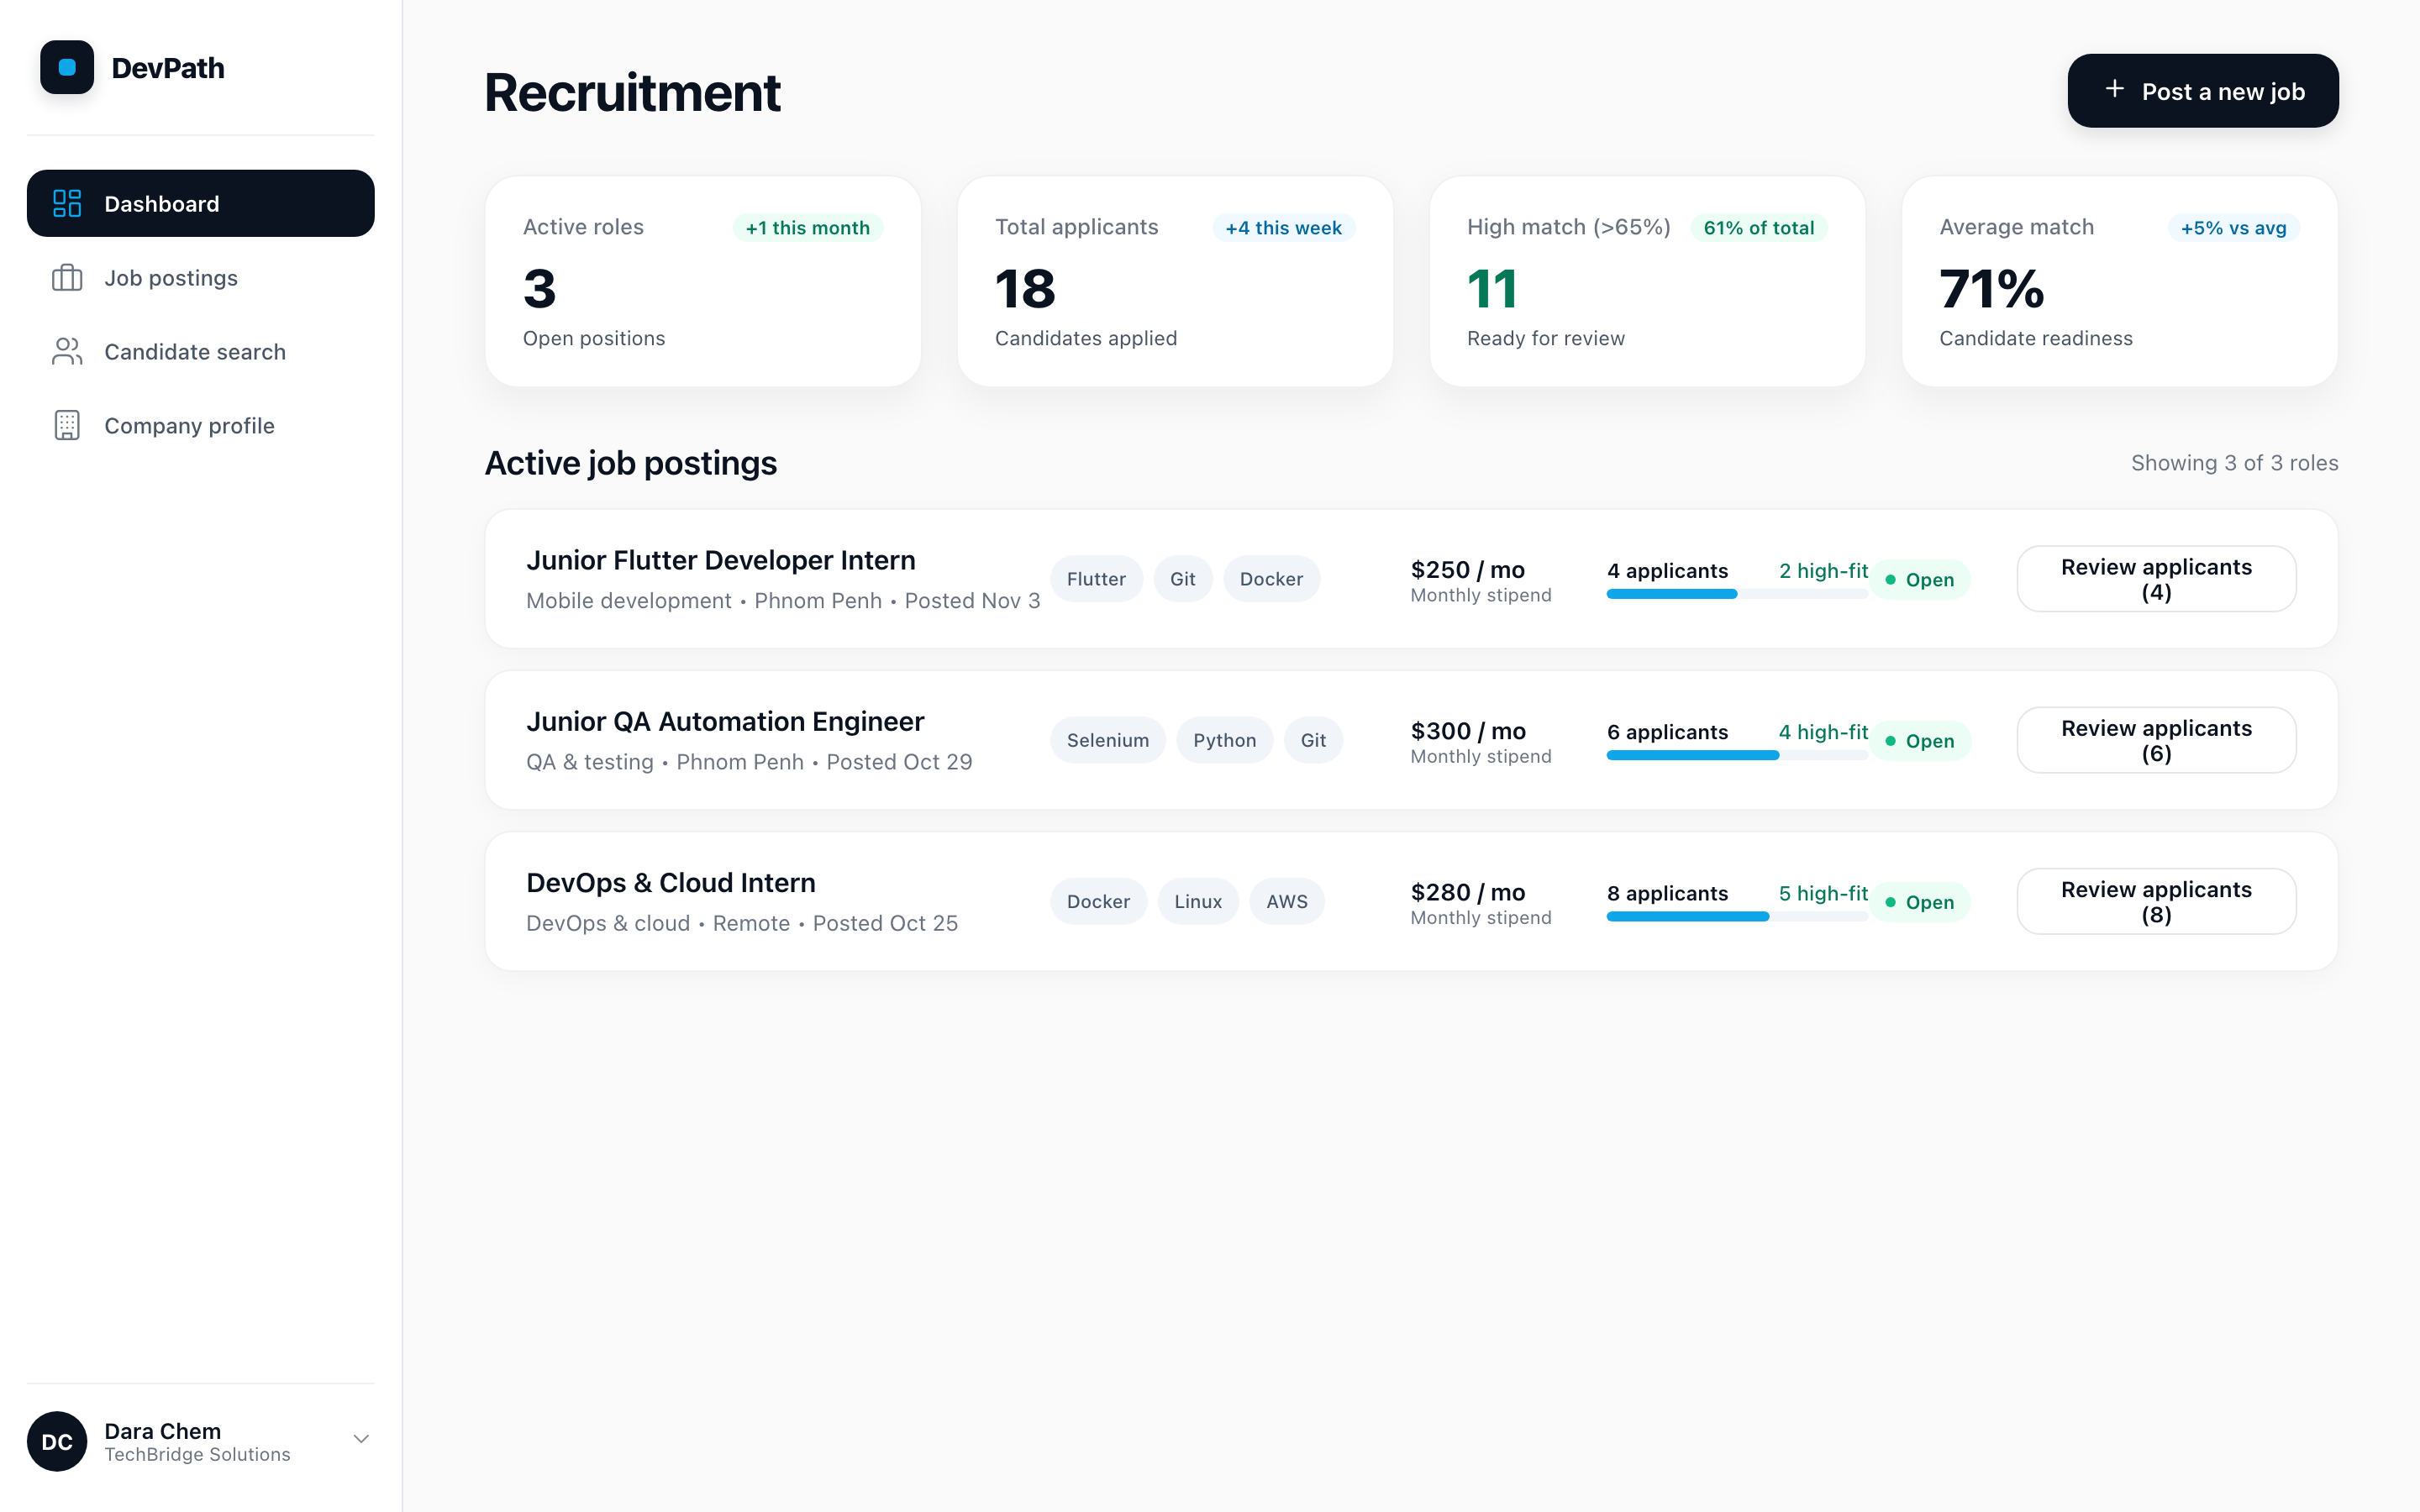 DevPath
Dashboard
Job postings
Candidate search
Company profile
Dara Chem
DC
TechBridge Solutions
Recruitment
+ Post a new job
Active roles
+1 this month
3
Open positions
Total applicants
+4 this week
18
Candidates applied
High match (>65%)
61% of total
11
Ready for review
Average match
+5% vs avg
71%
Candidate readiness
Active job postings
Showing 3 of 3 roles
Junior Flutter Developer Intern
Mobile development • Phnom Penh • Posted Nov 3
Flutter
Git
Docker
$250 / mo
Monthly stipend
4 applicants
2 high-fit
Open
Review applicants
(4)
Junior QA Automation Engineer
QA & testing • Phnom Penh • Posted Oct 29
Selenium
Python
Git
$300 / mo
Monthly stipend
6 applicants
4 high-fit
Open
Review applicants
(6)
DevOps & Cloud Intern
DevOps & cloud • Remote • Posted Oct 25
Docker
Linux
AWS
$280 / mo
Monthly stipend
8 applicants
5 high-fit
Open
Review applicants
(8)